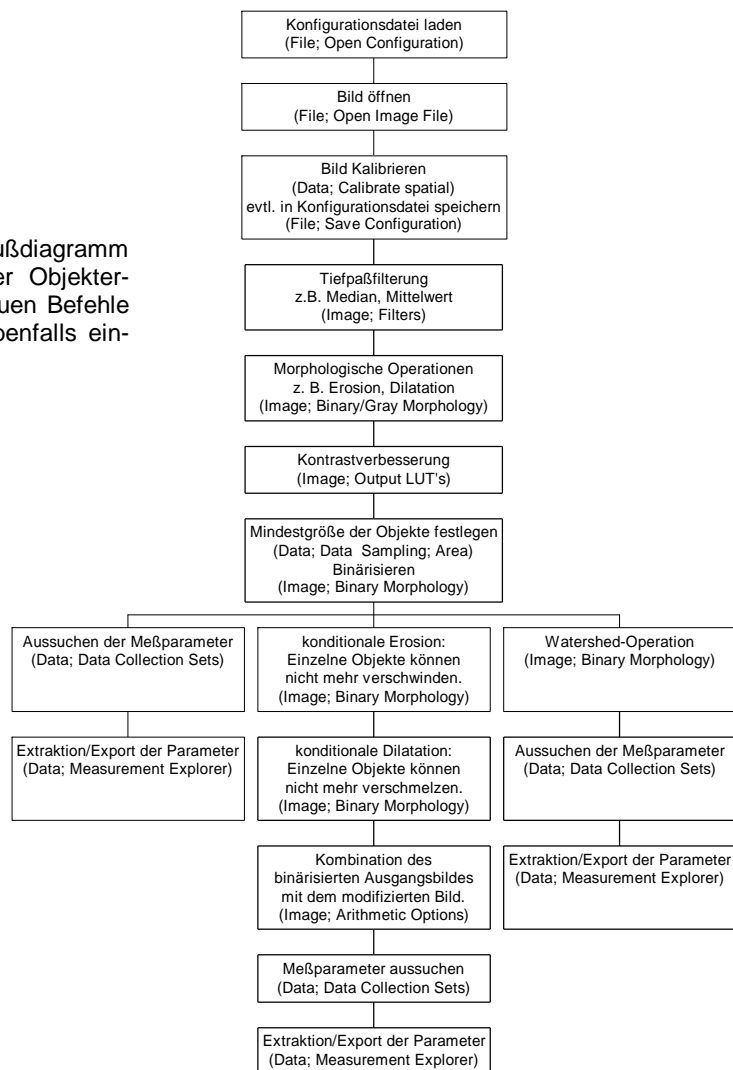 Konfigurationsdatei laden
(File; Open Configuration)
Bild öffnen
(File; Open Image File)
Bild Kalibrieren
(Data; Calibrate spatial)
evtl. in Konfigurationsdatei speichern
(File; Save Configuration)
ußdiagramm
er Objekter-
uen Befehle
benfalls ein-
Tiefpaßfilterung
z.B. Median, Mittelwert
(Image; Filters)
Morphologische Operationen
z. B. Erosion, Dilatation
(Image; Binary/Gray Morphology)
Kontrastverbesserung
(Image; Output LUT's)
Mindestgröße der Objekte festlegen
(Data; Data Sampling; Area)
Binärisieren
(Image; Binary Morphology)
Aussuchen der Meßparameter
(Data; Data Collection Sets)
Extraktion/Export der Parameter
(Data; Measurement Explorer)
konditionale Erosion:
Einzelne Objekte können
nicht mehr verschwinden.
(Image; Binary Morphology)
konditionale Dilatation:
Einzelne Objekte können
nicht mehr verschmelzen.
(Image; Binary Morphology)
Kombination des
binärisierten Ausgangsbildes
mit dem modifizierten Bild.
(Image; Arithmetic Options)
Meßparameter aussuchen
(Data; Data Collection Sets)
Extraktion/Export der Parameter
(Data; Measurement Explorer)
Watershed-Operation
(Image; Binary Morphology)
Aussuchen der Meßparameter
(Data; Data Collection Sets)
Extraktion/Export der Parameter
(Data; Measurement Explorer)